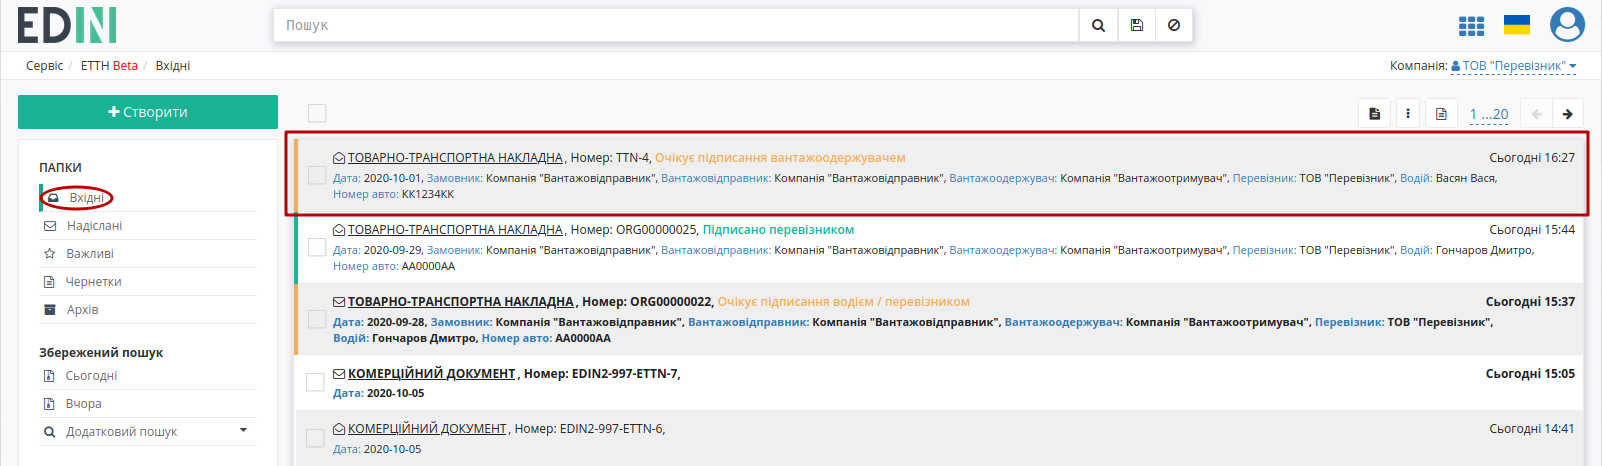 EDIN
Пошук
Сервіс / ЕТТН Beta / Вхідні
Компанія: ТОВ "Перевізник"
Створити
1 ...20
ПАПКИ
Вхідні
Надіслані
Важливі
Чернетки
Архів
Збережений пошук
Сьогодні
Вчора
Додатковий пошук
ТОВАРНО-ТРАНСПОРТНА НАКЛАДНА, Номер: TTN-4, Очікує підписання вантажоодержувачем Сьогодні 16:27
Дата: 2020-10-01, Замовник: Компанія "Вантажовідправник", Вантажовідправник: Компанія "Вантажовідправник", Вантажоодержувач: Компанія "Вантажоотримувач", Перевізник: ТОВ "Перевізник", Водій: Васян Вася,
Номер авто: КК1234КК
ТОВАРНО-ТРАНСПОРТНА НАКЛАДНА, Номер: ORG00000025, Підписано перевізником Сьогодні 15:44
Дата: 2020-09-29, Замовник: Компанія "Вантажовідправник", Вантажовідправник: Компанія "Вантажовідправник", Вантажоодержувач: Компанія "Вантажоотримувач", Перевізник: ТОВ "Перевізник", Водій: Гончаров Дмитро,
Номер авто: АА0000АА
ТОВАРНО-ТРАНСПОРТНА НАКЛАДНА, Номер: ORG00000022, Очікує підписання водієм / перевізником Сьогодні 15:37
Дата: 2020-09-28, Замовник: Компанія "Вантажовідправник", Вантажовідправник: Компанія "Вантажовідправник", Вантажоодержувач: Компанія "Вантажоотримувач", Перевізник: ТОВ "Перевізник",
Водій: Гончаров Дмитро, Номер авто: АА0000АА
КОМЕРЦІЙНИЙ ДОКУМЕНТ, Номер: EDIN2-997-ETTN-7, Сьогодні 15:05
Дата: 2020-10-05
КОМЕРЦІЙНИЙ ДОКУМЕНТ, Номер: EDIN2-997-ETTN-6, Сьогодні 14:41
Дата: 2020-10-05